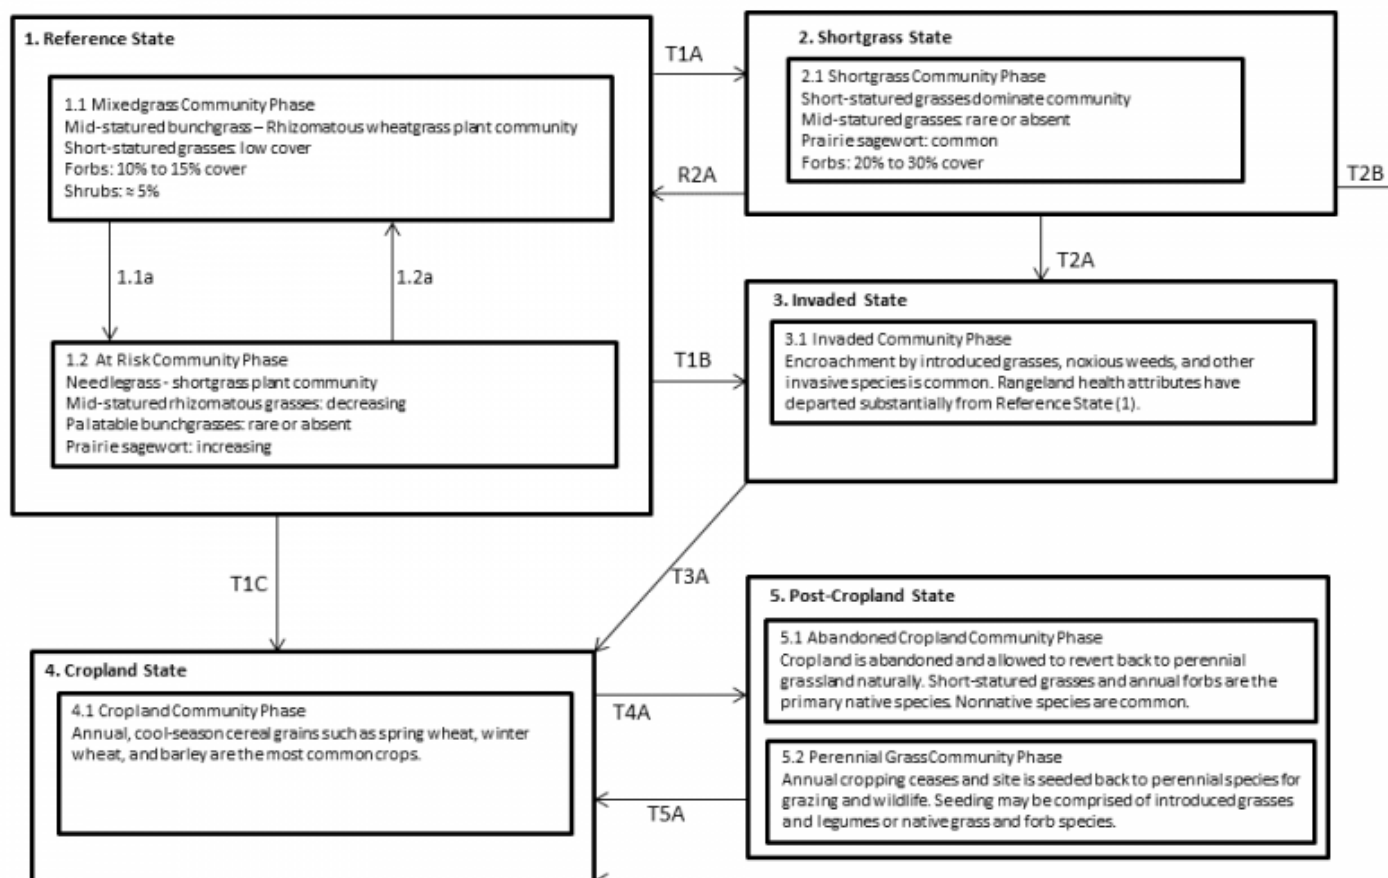 1. Reference State
1.1 Mixedgrass Community Phase
Mid-statured bunchgrass – Rhizomatous wheatgrass plant community
Short-statured grasses: low cover
Forbs: 10% to 15% cover
Shrubs: ≈ 5%
1.1a
1.2a
1.2 At Risk Community Phase
Needlegrass - shortgrass plant community
Mid-statured rhizomatous grasses: decreasing
Palatable bunchgrasses: rare or absent
Prairie sagewort: increasing
T1A
R2A
T1B
2. Shortgrass State
2.1 Shortgrass Community Phase
Short-statured grasses dominate community
Mid-statured grasses: rare or absent
Prairie sagewort: common
Forbs: 20% to 30% cover
T2B
T2A
3. Invaded State
3.1 Invaded Community Phase
Encroachment by introduced grasses, noxious weeds, and other
invasive species is common. Rangeland health attributes have
departed substantially from Reference State (1).
T1C
T3A
4. Cropland State
4.1 Cropland Community Phase
Annual, cool-season cereal grains such as spring wheat, winter
wheat, and barley are the most common crops.
T4A
T5A
5. Post-Cropland State
5.1 Abandoned Cropland Community Phase
Cropland is abandoned and allowed to revert back to perennial
grassland naturally. Short-statured grasses and annual forbs are the
primary native species. Nonnative species are common.
5.2 Perennial Grass Community Phase
Annual cropping ceases and site is seeded back to perennial species for
grazing and wildlife. Seeding may be comprised of introduced grasses
and legumes or native grass and forb species.